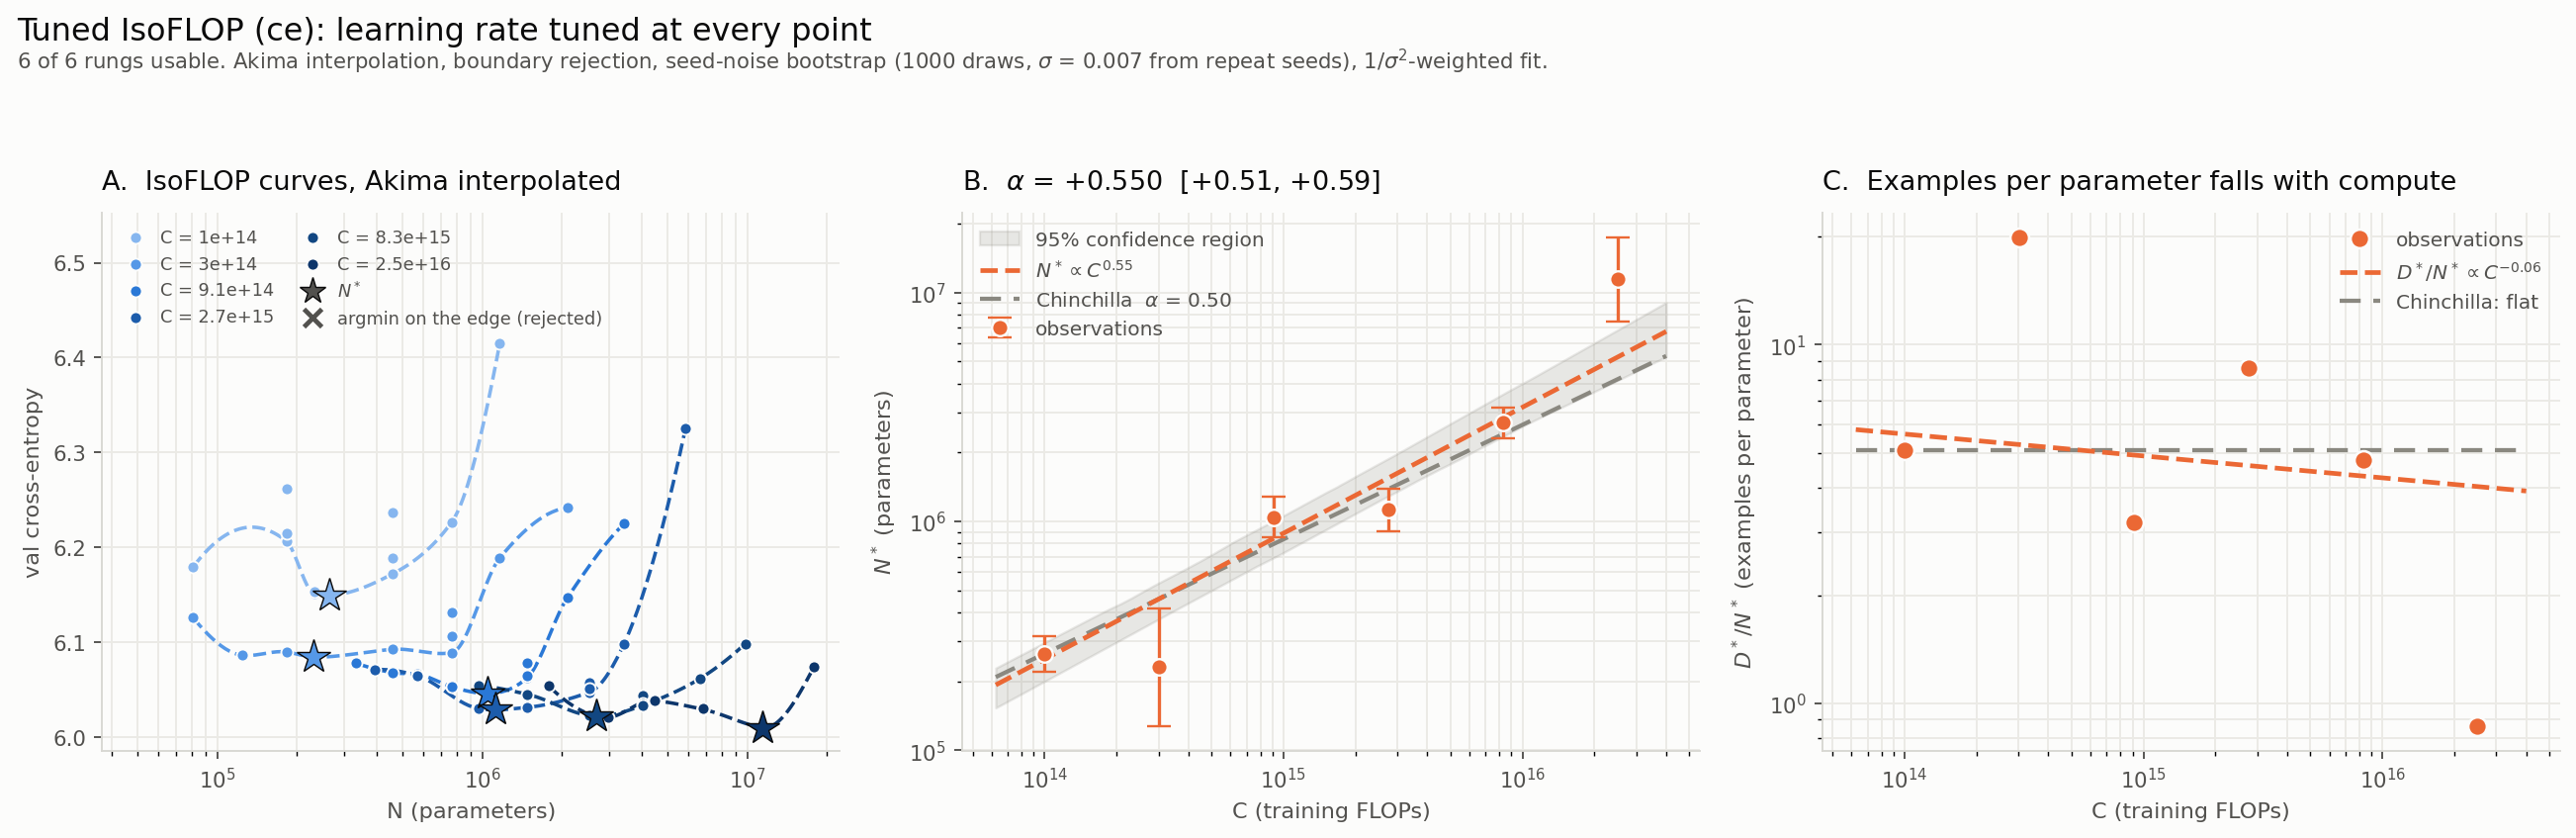 Tuned IsoFLOP (ce): learning rate tuned at every point
6 of 6 rungs usable. Akima interpolation, boundary rejection, seed-noise bootstrap (1000 draws, σ = 0.007 from repeat seeds), 1/σ²-weighted fit.
A.  IsoFLOP curves, Akima interpolated
C = 1e+14
C = 3e+14
C = 9.1e+14
C = 2.7e+15
C = 8.3e+15
C = 2.5e+16
N*
argmin on the edge (rejected)
val cross-entropy
6.5
6.4
6.3
6.2
6.1
6.0
10⁵
10⁶
10⁷
N (parameters)
B.  α = +0.550  [+0.51, +0.59]
95% confidence region
N* ∝ C^0.55
Chinchilla  α = 0.50
observations
N* (parameters)
10⁷
10⁶
10⁵
10¹⁴
10¹⁵
10¹⁶
C (training FLOPs)
C.  Examples per parameter falls with compute
observations
D*/N* ∝ C^−0.06
Chinchilla: flat
D*/N* (examples per parameter)
10¹
10⁰
10¹⁴
10¹⁵
10¹⁶
C (training FLOPs)